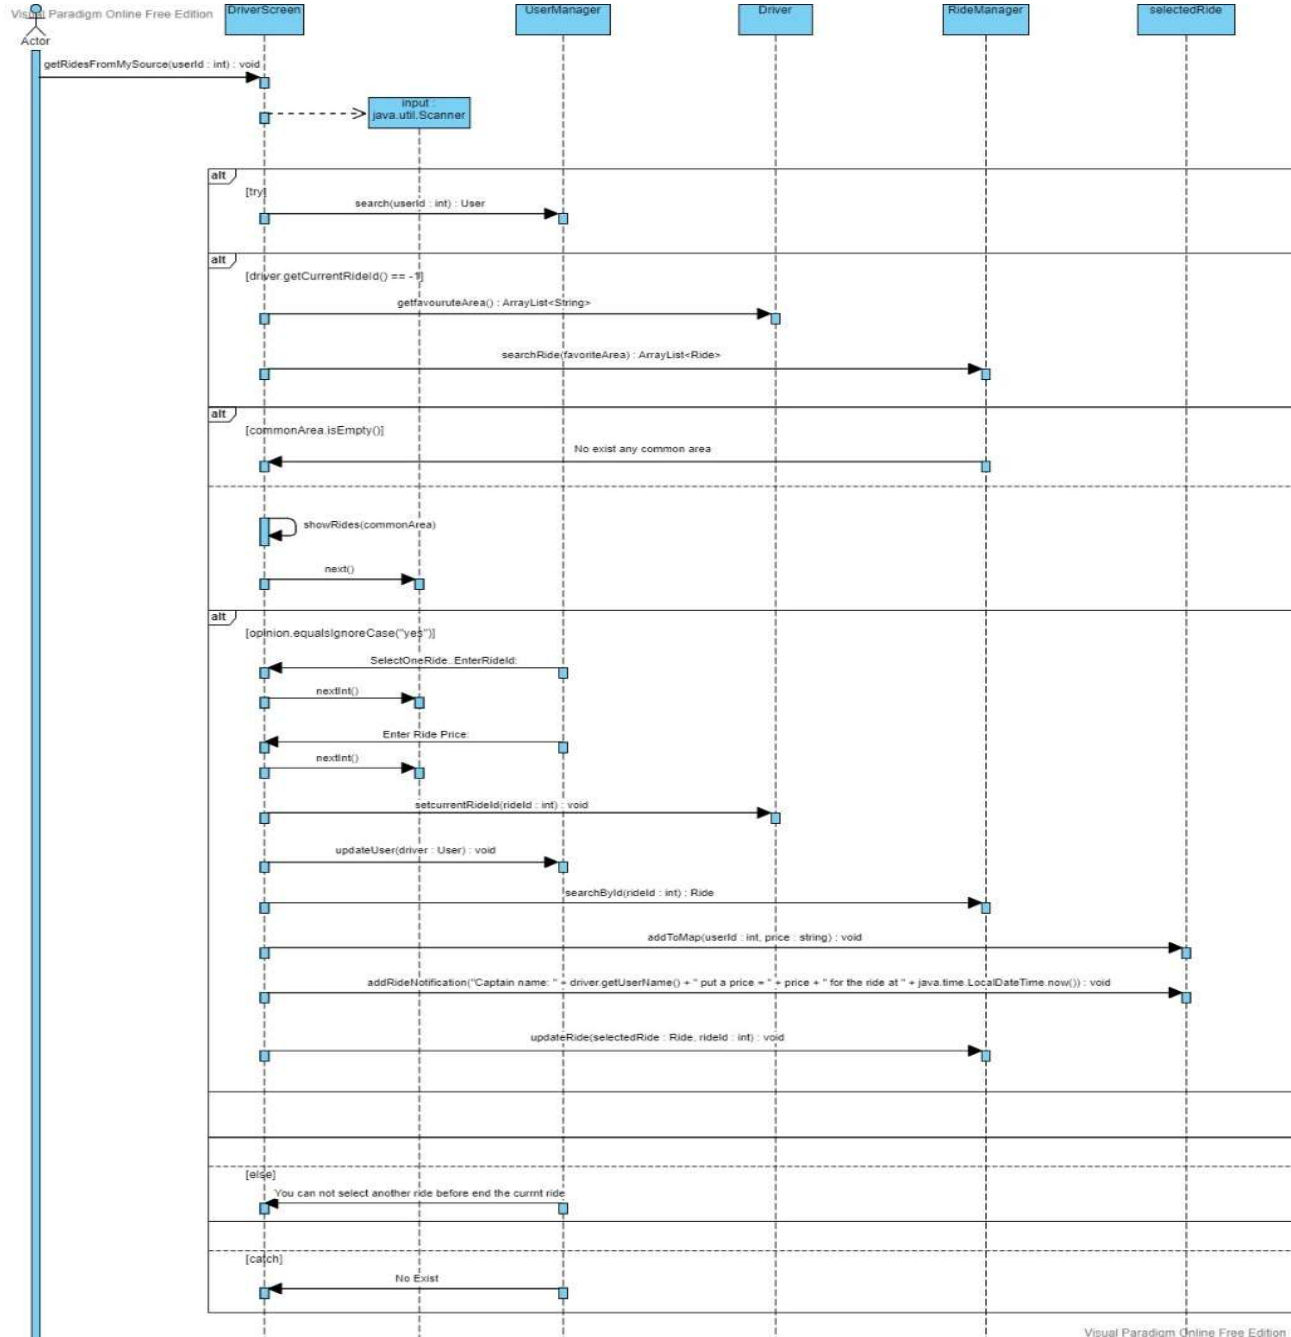 Visual Paradigm Online Free Edition
DriverScreen
UserManager
Driver
RideManager
selectedRide
Actor
getRidesFromMySource(userId : int) : void
input :
java.util.Scanner
alt
[try]
search(userId : int) : User
alt
[driver.getCurrentRideId() == -1]
getfavouruteArea() : ArrayList<String>
searchRide(favoriteArea) : ArrayList<Ride>
alt
[commonArea.isEmpty()]
No exist any common area
showRides(commonArea)
next()
alt
[opinion.equalsIgnoreCase("yes")]
SelectOneRide..EnterRideId:
nextInt()
Enter Ride Price:
nextInt()
setcurrentRideId(rideId : int) : void
updateUser(driver : User) : void
searchById(rideId : int) : Ride
addToMap(userId : int, price : string) : void
addRideNotification("Captain name: " + driver.getUserName() + " put a price = " + price + " for the ride at " + java.time.LocalDateTime.now()) : void
updateRide(selectedRide : Ride, rideId : int) : void
[else]
You can not select another ride before end the currnt ride
[catch]
No Exist
Visual Paradigm Online Free Edition